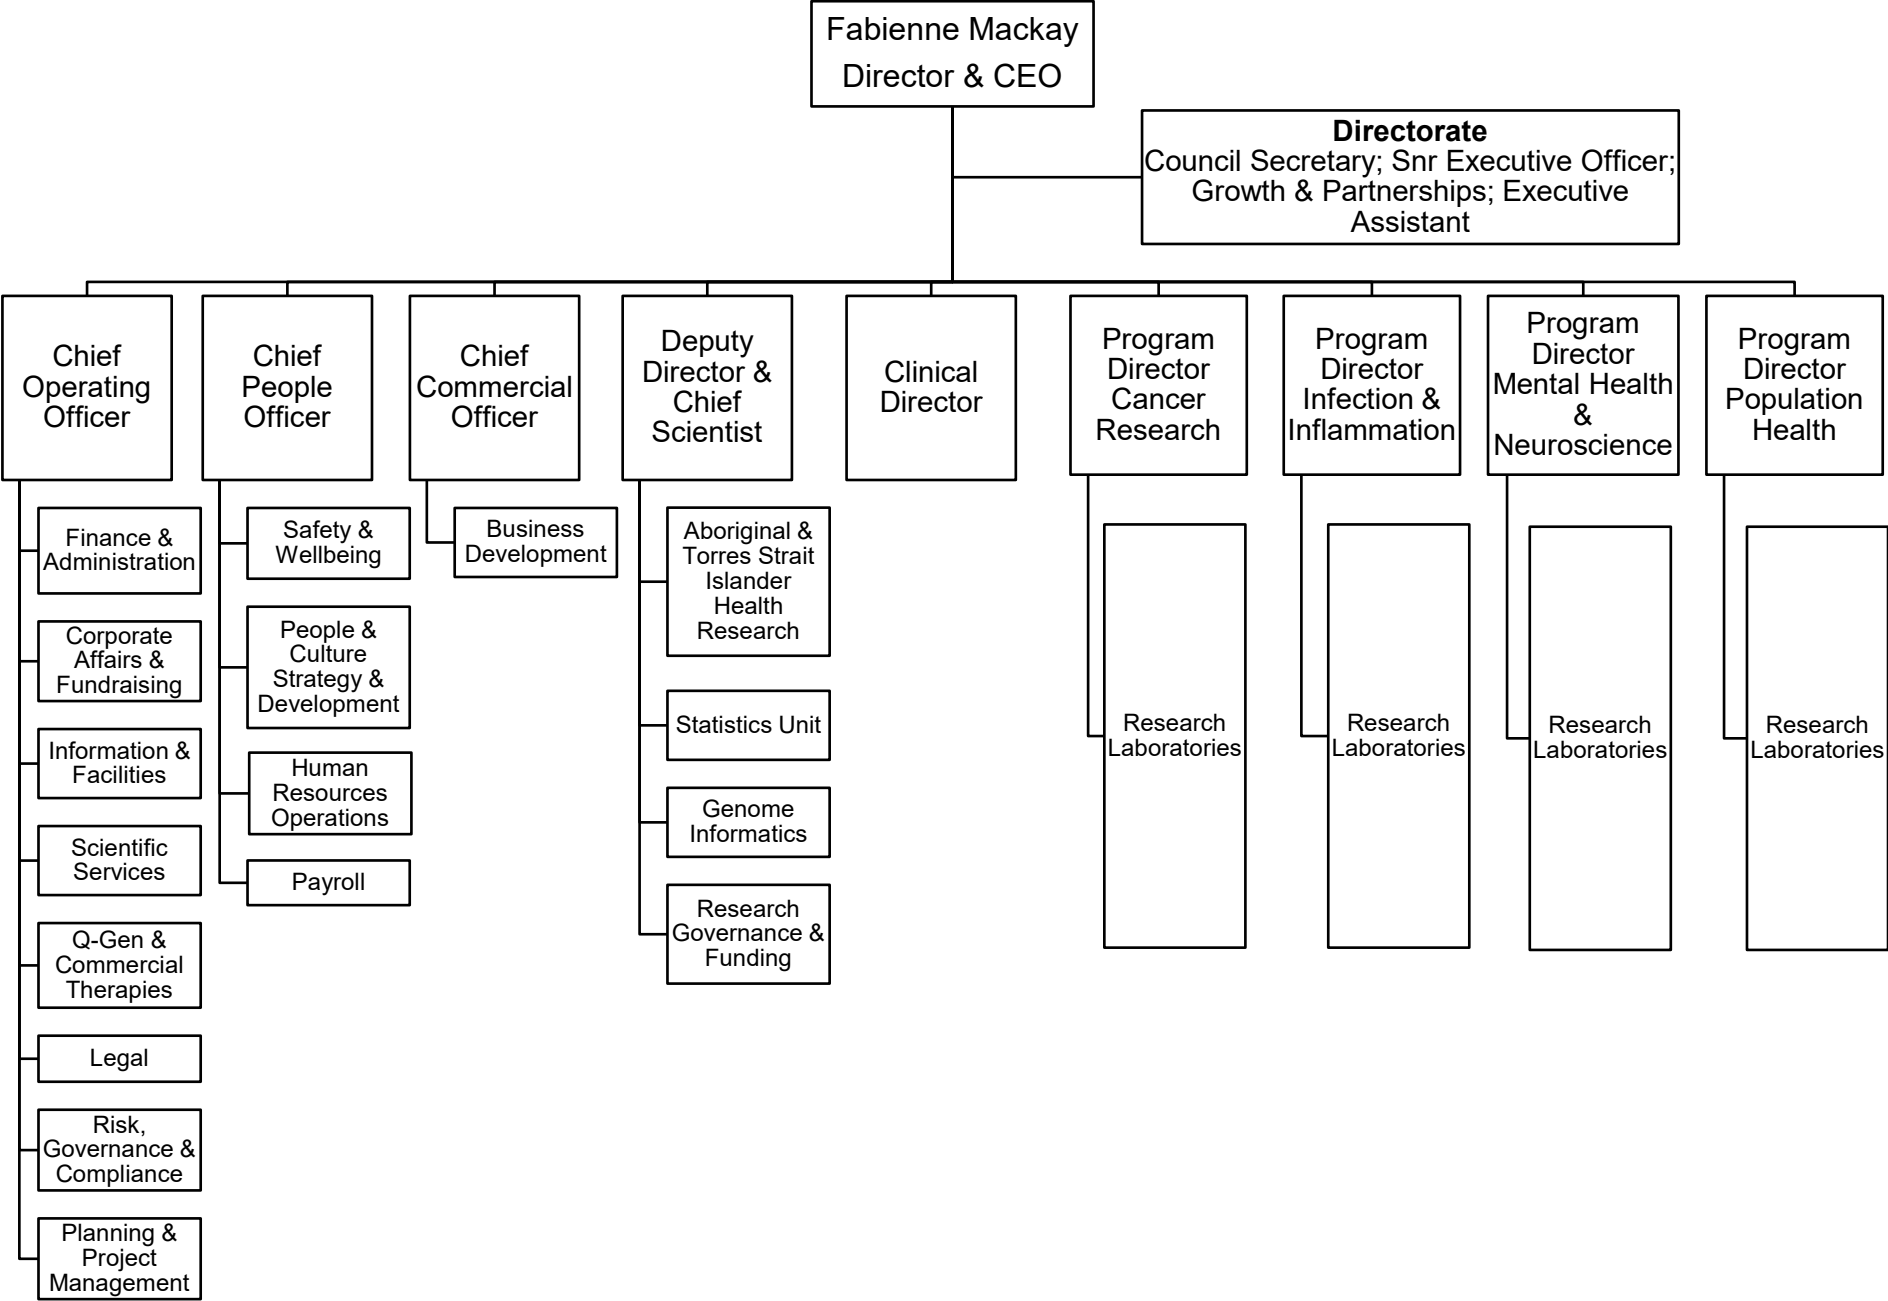 Fabienne Mackay
Director & CEO
Directorate
Council Secretary; Snr Executive Officer;
Growth & Partnerships; Executive
Assistant
Chief
Operating
Officer
Chief
People
Officer
Chief
Commercial
Officer
Deputy
Director &
Chief
Scientist
Clinical
Director
Program
Director
Cancer
Research
Program
Director
Infection &
Inflammation
Program
Director
Mental Health
&
Neuroscience
Program
Director
Population
Health
Finance &
Administration
Corporate
Affairs &
Fundraising
Information &
Facilities
Scientific
Services
Q-Gen &
Commercial
Therapies
Legal
Risk,
Governance &
Compliance
Planning &
Project
Management
Safety &
Wellbeing
People &
Culture
Strategy &
Development
Human
Resources
Operations
Payroll
Business
Development
Aboriginal &
Torres Strait
Islander
Health
Research
Statistics Unit
Genome
Informatics
Research
Governance &
Funding
Research
Laboratories
Research
Laboratories
Research
Laboratories
Research
Laboratories